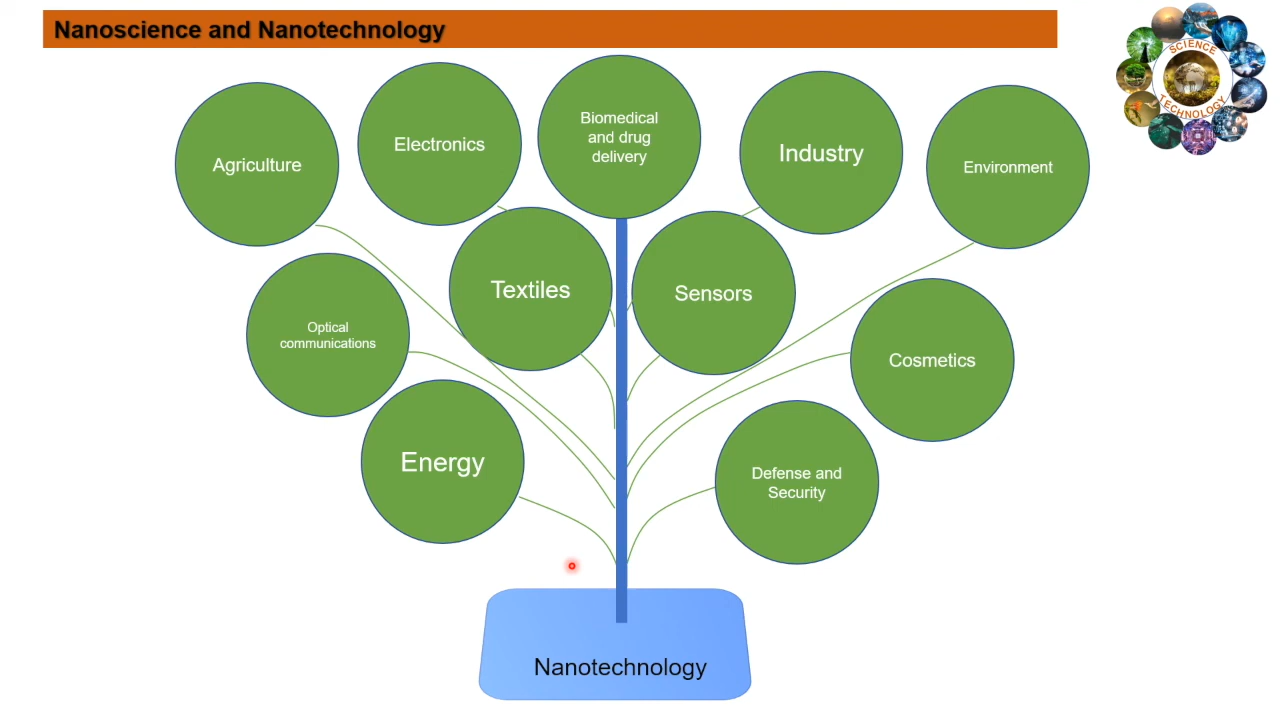 Nanoscience and Nanotechnology
SCIENCE
TECHNOLOGY
Agriculture
Electronics
Biomedical
and drug
delivery
Industry
Environment
Textiles
Sensors
Optical
communications
Cosmetics
Energy
Defense and
Security
Nanotechnology